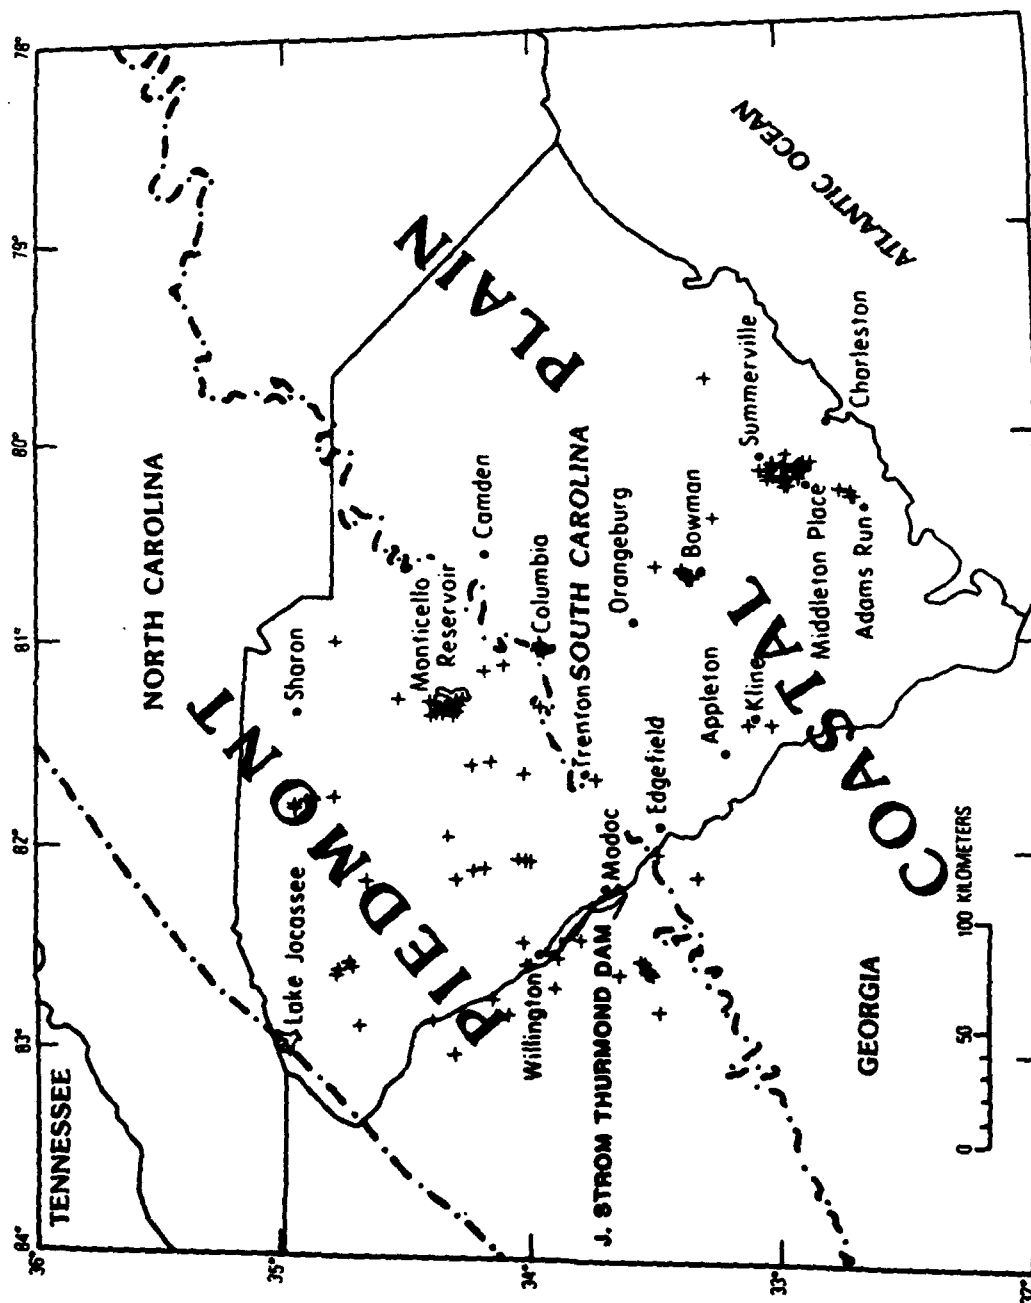 84°
83°
82°
81°
80°
79°
78°
36°
35°
34°
33°
TENNESSEE
NORTH CAROLINA
Lake Jocassee
Sharon
PIEDMONT
Monticello
Reservoir
Camden
Columbia
Willington
Trenton
SOUTH CAROLINA
PLAIN
J. STROM THURMOND DAM
Modoc
Edgefield
Orangeburg
Appleton
Bowman
Kline
Summerville
Middleton Place
Adams Run
Charleston
COASTAL
GEORGIA
ATLANTIC OCEAN
0 50 100 KILOMETERS